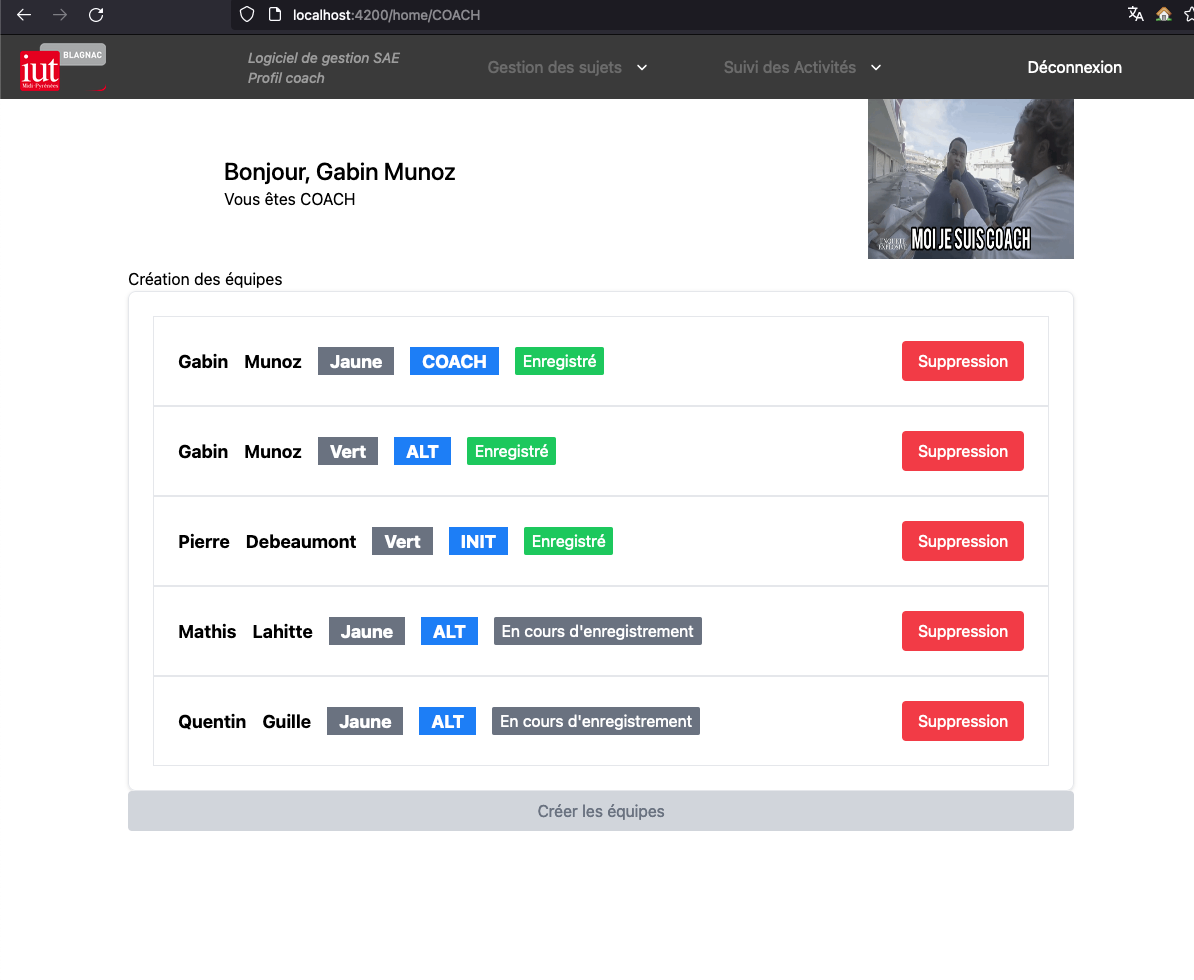 localhost:4200/home/COACH
BLAGNAC
iut
Midi-Pyrénées
Logiciel de gestion SAE
Profil coach
Gestion des sujets
Suivi des Activités
Déconnexion
Bonjour, Gabin Munoz
Vous êtes COACH
ENQUÊTE
EXPLOSIVE
MOI JE SUIS COACH
Création des équipes
Gabin Munoz Jaune COACH Enregistré Suppression
Gabin Munoz Vert ALT Enregistré Suppression
Pierre Debeaumont Vert INIT Enregistré Suppression
Mathis Lahitte Jaune ALT En cours d'enregistrement Suppression
Quentin Guille Jaune ALT En cours d'enregistrement Suppression
Créer les équipes